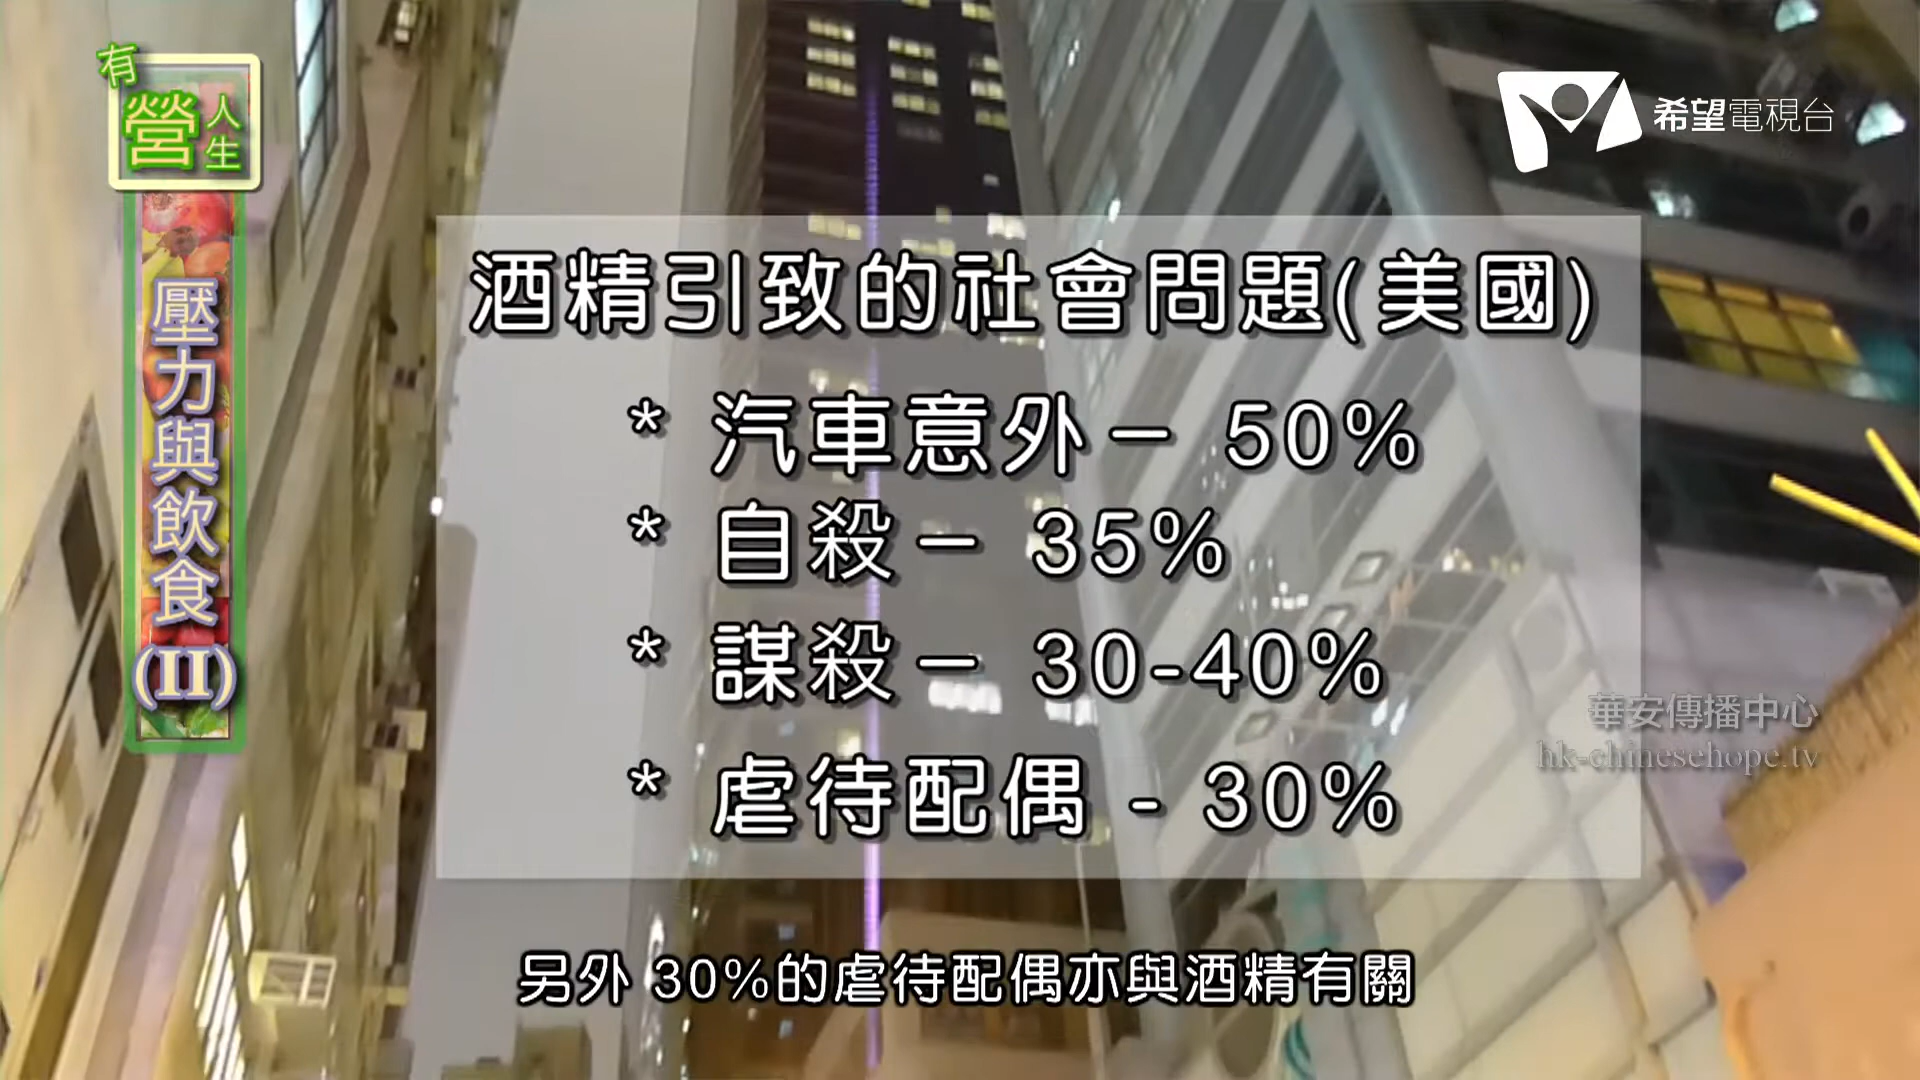 有
營
人生
壓力與飲食
(II)
希望電視台
酒精引致的社會問題(美國)
* 汽車意外－ 50%
* 自殺－ 35%
* 謀殺－ 30-40%
* 虐待配偶 - 30%
華安傳播中心
hk-chinesehope.tv
另外 30%的虐待配偶亦與酒精有關